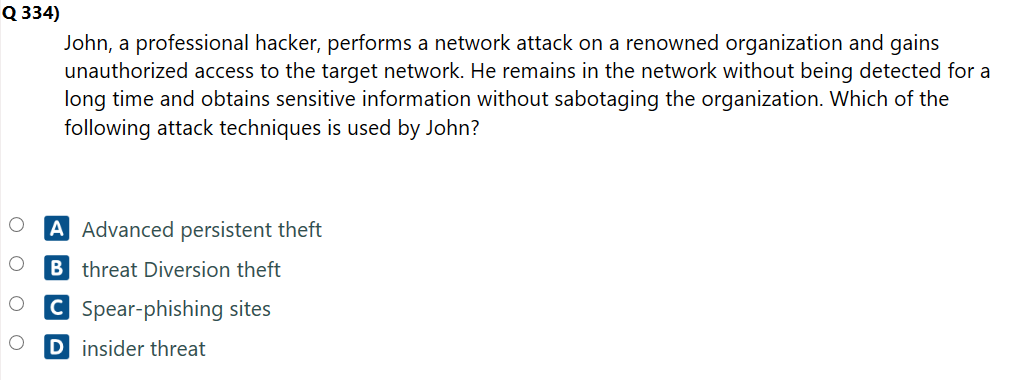 Q 334)
John, a professional hacker, performs a network attack on a renowned organization and gains
unauthorized access to the target network. He remains in the network without being detected for a
long time and obtains sensitive information without sabotaging the organization. Which of the
following attack techniques is used by John?
A Advanced persistent theft
B threat Diversion theft
C Spear-phishing sites
D insider threat